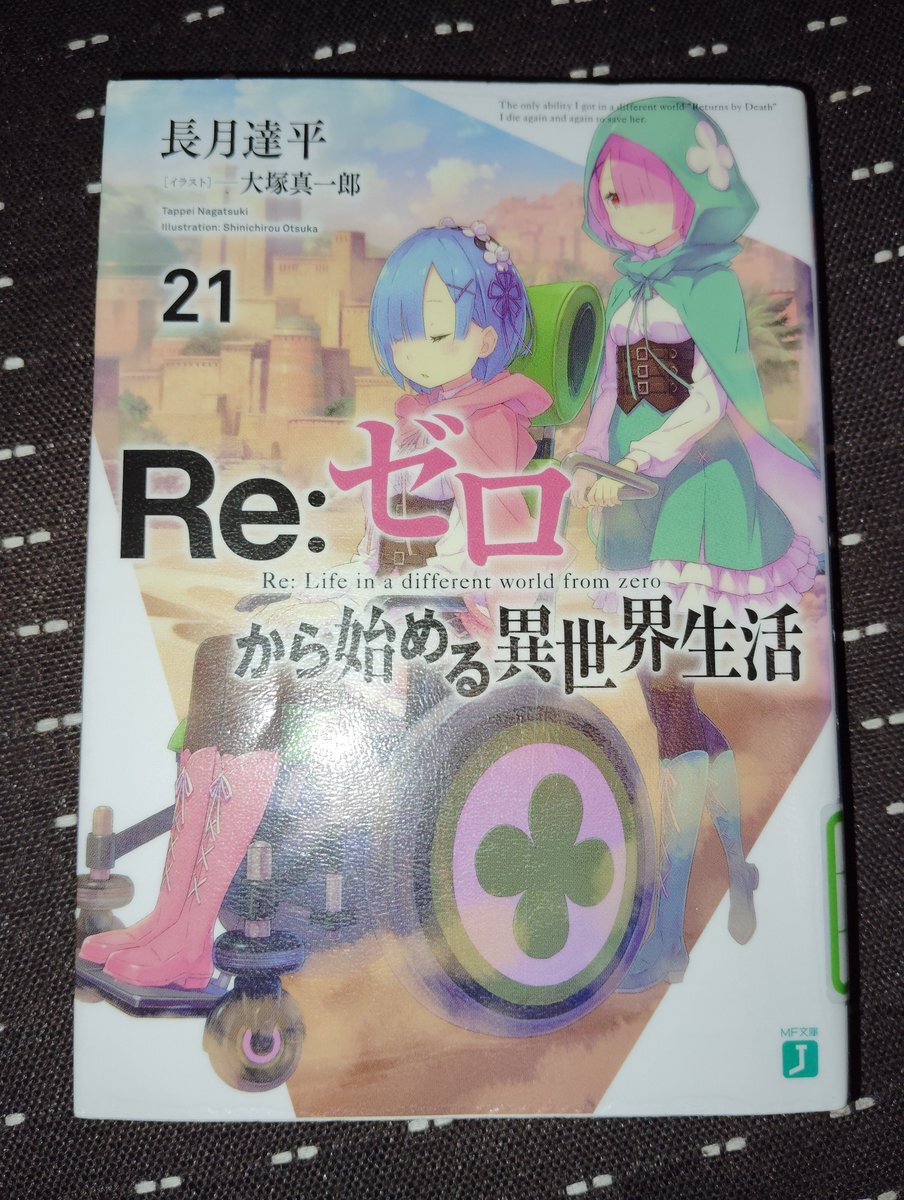 The only ability I got in a different world "Returns by Death"
I die again and again to save her.
長月達平
[イラスト]──大塚真一郎
Tappei Nagatsuki
Illustration: Shinichirou Otsuka
21
Re:ゼロ
Re: Life in a different world from zero
から始める異世界生活
MF文庫
J